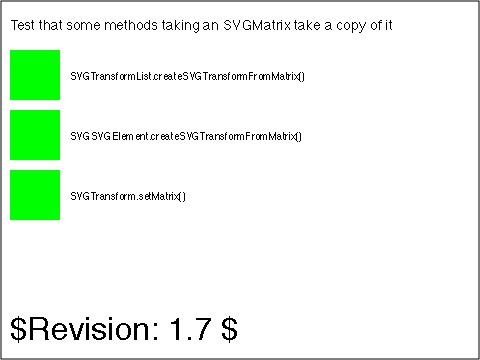 Test that some methods taking an SVGMatrix take a copy of it
SVGTransformList.createSVGTransformFromMatrix()
SVGSVGElement.createSVGTransformFromMatrix()
SVGTransform.setMatrix()
$Revision: 1.7 $